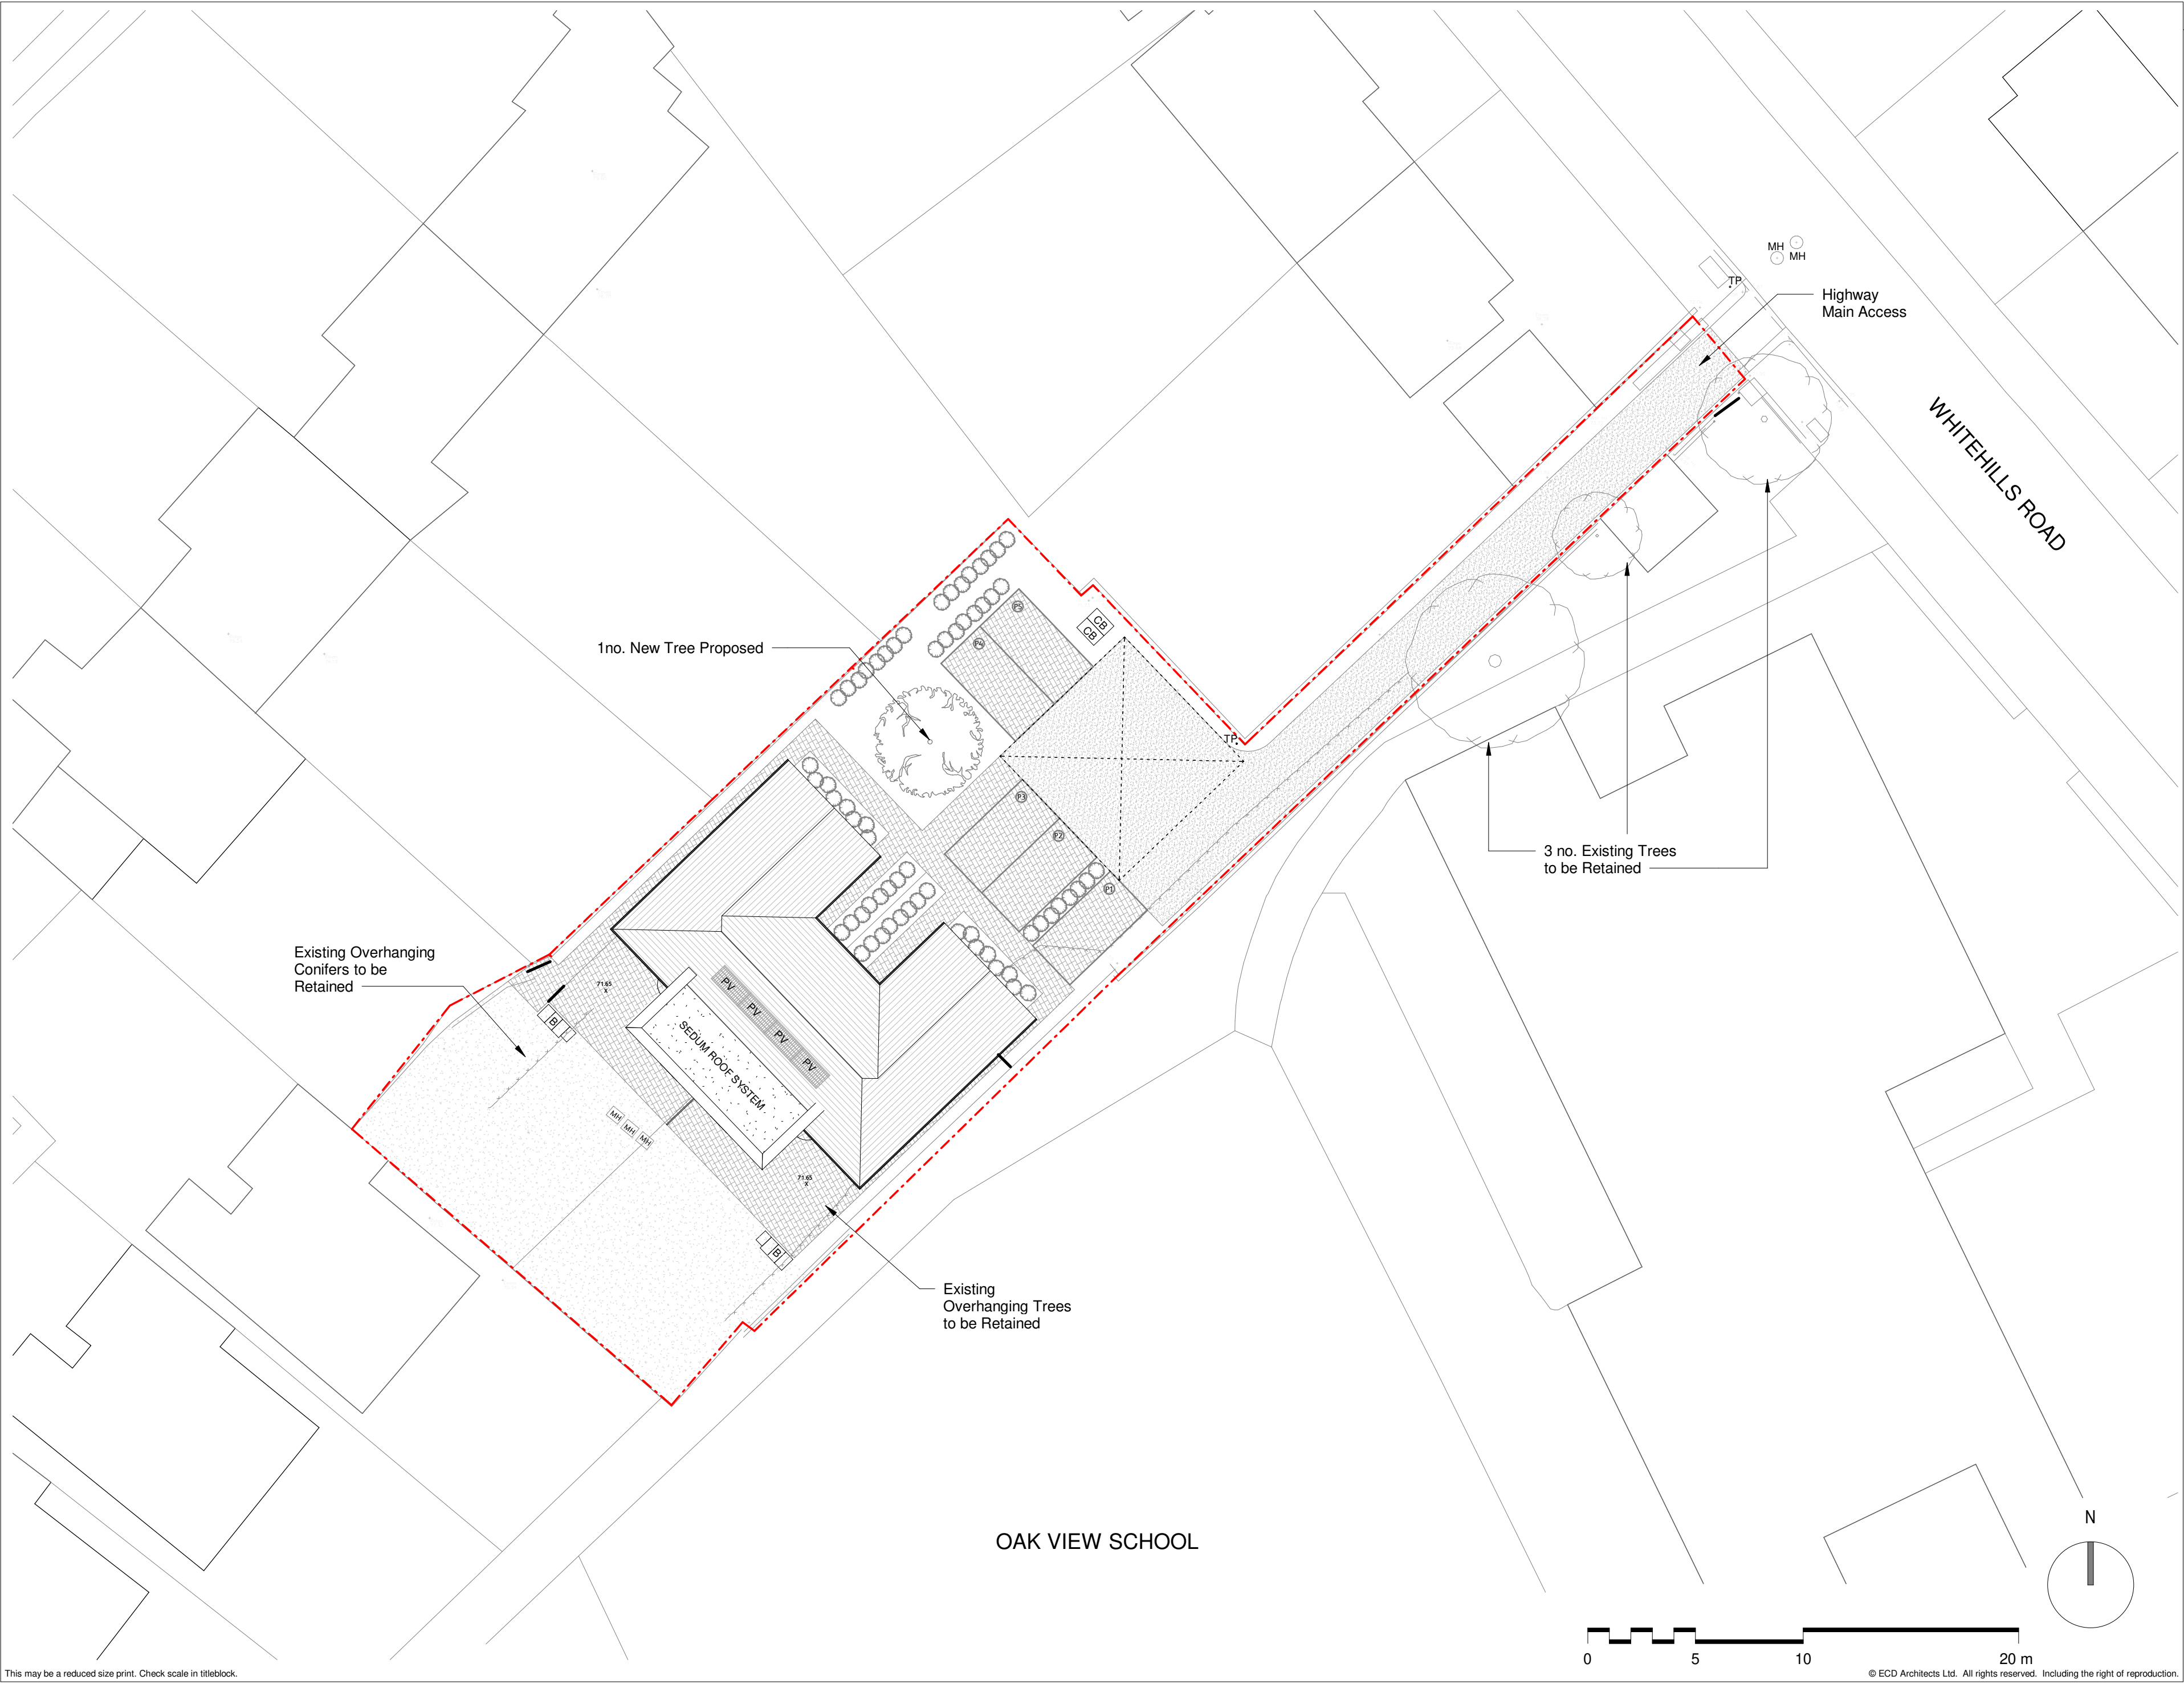 MH
MH
TP
Highway
Main Access
WHITEHILLS ROAD
1no. New Tree Proposed
P5
P4
CB
CB
TP
P3
P2
P1
3 no. Existing Trees
to be Retained
Existing Overhanging
Conifers to be
Retained
71.65
X
B
PV
PV
PV
PV
SEDUM ROOF SYSTEM
MH
MH
MH
71.65
X
B
Existing
Overhanging Trees
to be Retained
OAK VIEW SCHOOL
N
0 5 10 20 m
This may be a reduced size print. Check scale in titleblock.
© ECD Architects Ltd. All rights reserved. Including the right of reproduction.